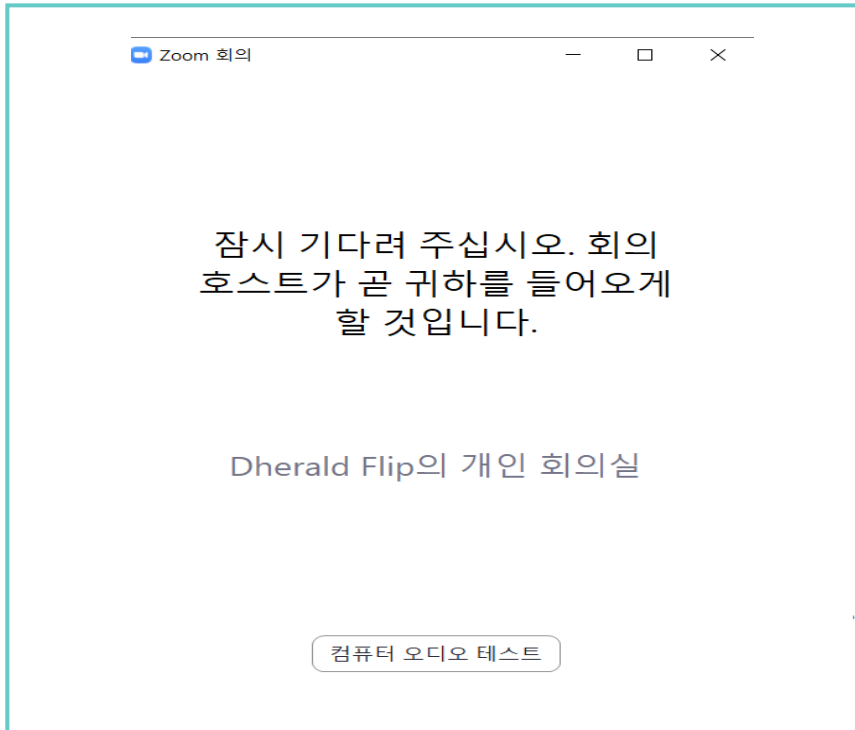 Zoom 회의
잠시 기다려 주십시오. 회의
호스트가 곧 귀하를 들어오게
할 것입니다.
Dherald Flip의 개인 회의실
컴퓨터 오디오 테스트